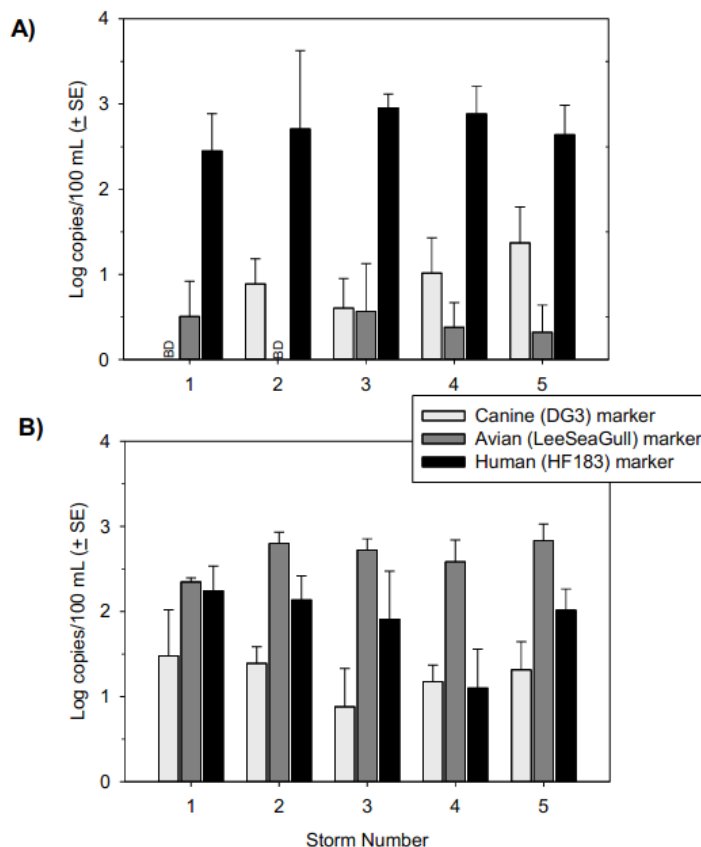 A)
Log copies/100 mL (± SE)
4
3
2
1
0
BD
BD
1 2 3 4 5
Canine (DG3) marker
Avian (LeeSeaGull) marker
Human (HF183) marker
B)
Log copies/100 mL (± SE)
4
3
2
1
0
1 2 3 4 5
Storm Number